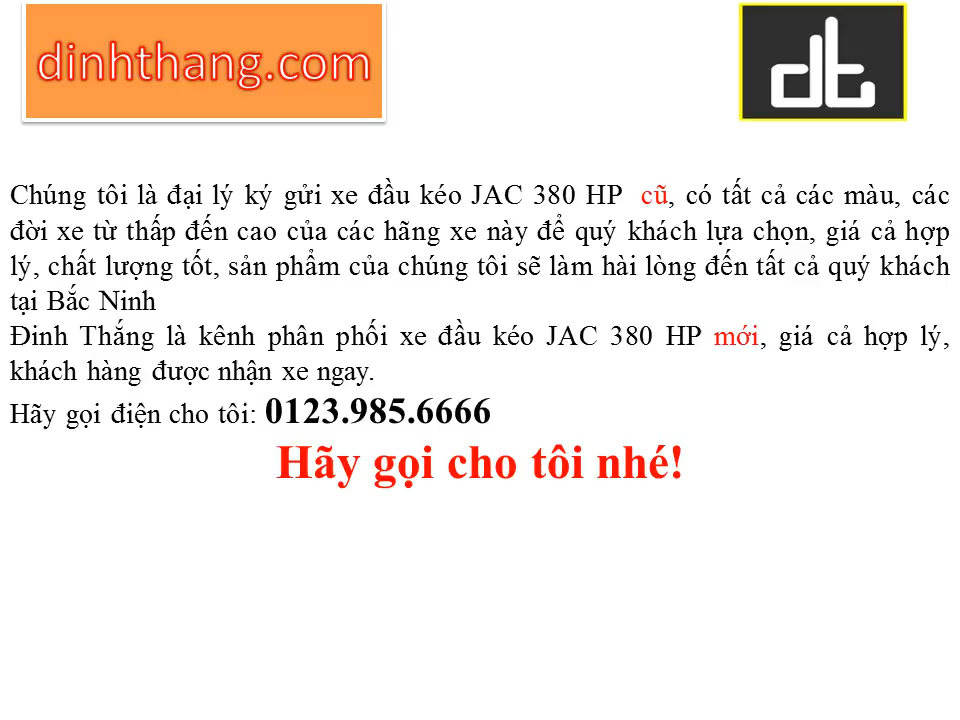 dinhthang.com
dt
Chúng tôi là đại lý ký gửi xe đầu kéo JAC 380 HP cũ, có tất cả các màu, các
đời xe từ thấp đến cao của các hãng xe này để quý khách lựa chọn, giá cả hợp
lý, chất lượng tốt, sản phẩm của chúng tôi sẽ làm hài lòng đến tất cả quý khách
tại Bắc Ninh
Đinh Thắng là kênh phân phối xe đầu kéo JAC 380 HP mới, giá cả hợp lý,
khách hàng được nhận xe ngay.
Hãy gọi điện cho tôi: 0123.985.6666
Hãy gọi cho tôi nhé!